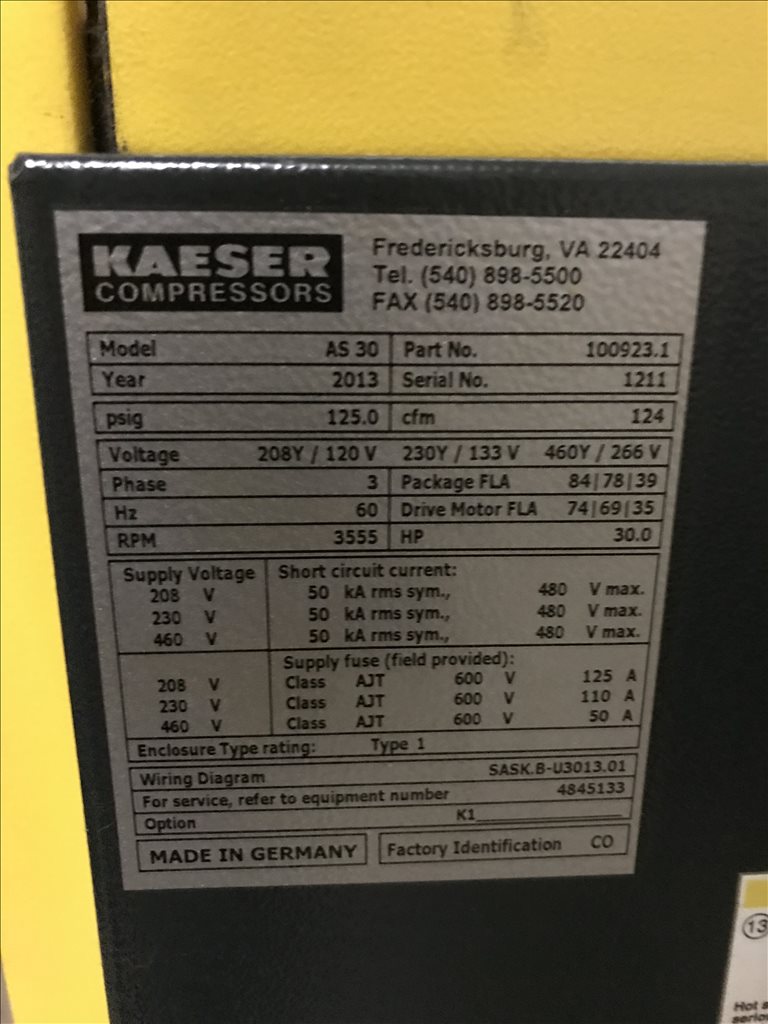 KAESER
COMPRESSORS
Fredericksburg, VA 22404
Tel. (540) 898-5500
FAX (540) 898-5520
Model AS 30 Part No. 100923.1
Year 2013 Serial No. 1211
psig 125.0 cfm 124
Voltage 208Y / 120 V 230Y / 133 V 460Y / 266 V
Phase 3 Package FLA 84|78|39
Hz 60 Drive Motor FLA 74|69|35
RPM 3555 HP 30.0
Supply Voltage Short circuit current:
208 V 50 kA rms sym., 480 V max.
230 V 50 kA rms sym., 480 V max.
460 V 50 kA rms sym., 480 V max.
Supply fuse (field provided):
208 V Class AJT 600 V 125 A
230 V Class AJT 600 V 110 A
460 V Class AJT 600 V 50 A
Enclosure Type rating: Type 1
Wiring Diagram SASK.B-U3013.01
For service, refer to equipment number 4845133
Option K1
MADE IN GERMANY Factory Identification CO
13
Hot